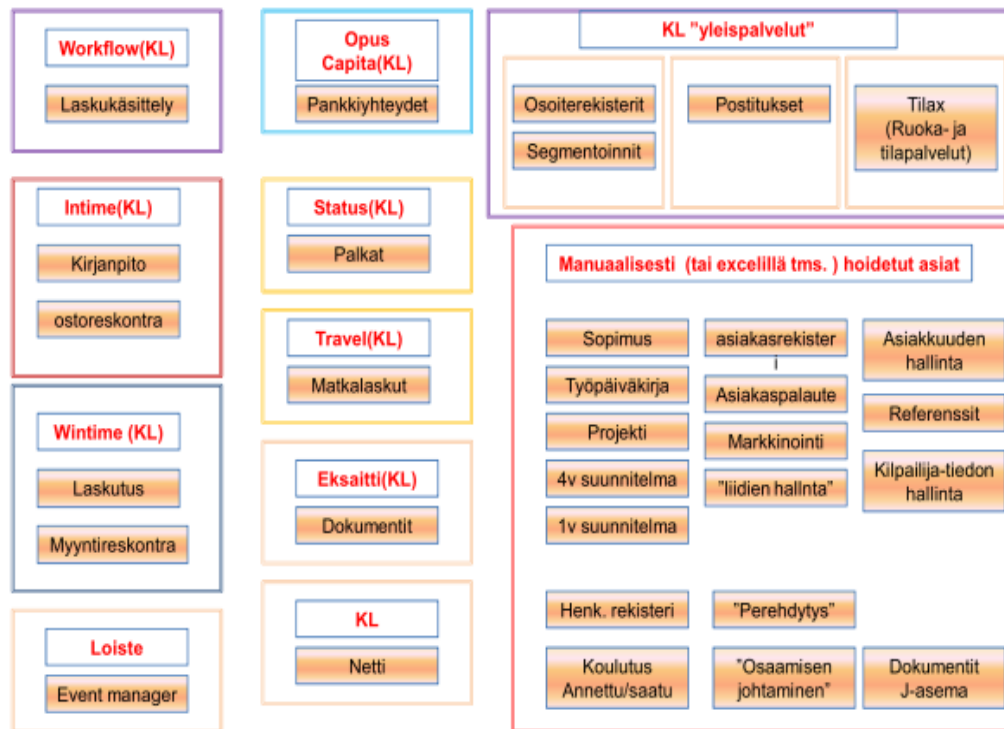 Workflow(KL)
Laskukäsittely
Opus
Capita(KL)
Pankkiyhteydet
KL ”yleispalvelut”
Osoiterekisterit
Segmentoinnit
Postitukset
Tilax
(Ruoka- ja
tilapalvelut)
Intime(KL)
Kirjanpito
ostoreskontra
Status(KL)
Palkat
Travel(KL)
Matkalaskut
Wintime (KL)
Laskutus
Myyntireskontra
Eksaitti(KL)
Dokumentit
Loiste
Event manager
KL
Netti
Manuaalisesti (tai excelillä tms. ) hoidetut asiat
Sopimus
Työpäiväkirja
Projekti
4v suunnitelma
1v suunnitelma
asiakasrekister
i
Asiakaspalaute
Markkinointi
”liidien hallnta”
Asiakkuuden
hallinta
Referenssit
Kilpailija-tiedon
hallinta
Henk. rekisteri
”Perehdytys”
Koulutus
Annettu/saatu
”Osaamisen
johtaminen”
Dokumentit
J-asema